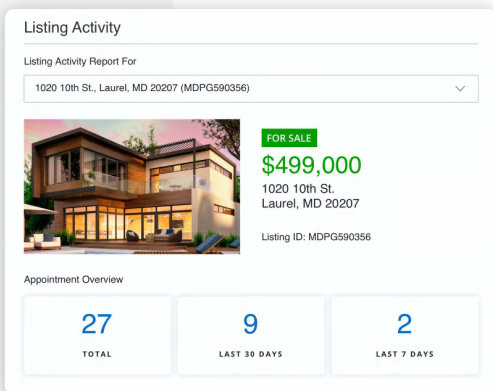 Listing Activity
Listing Activity Report For
1020 10th St., Laurel, MD 20207 (MDPG590356)
FOR SALE
$499,000
1020 10th St.
Laurel, MD 20207
Listing ID: MDPG590356
Appointment Overview
27
TOTAL
9
LAST 30 DAYS
2
LAST 7 DAYS